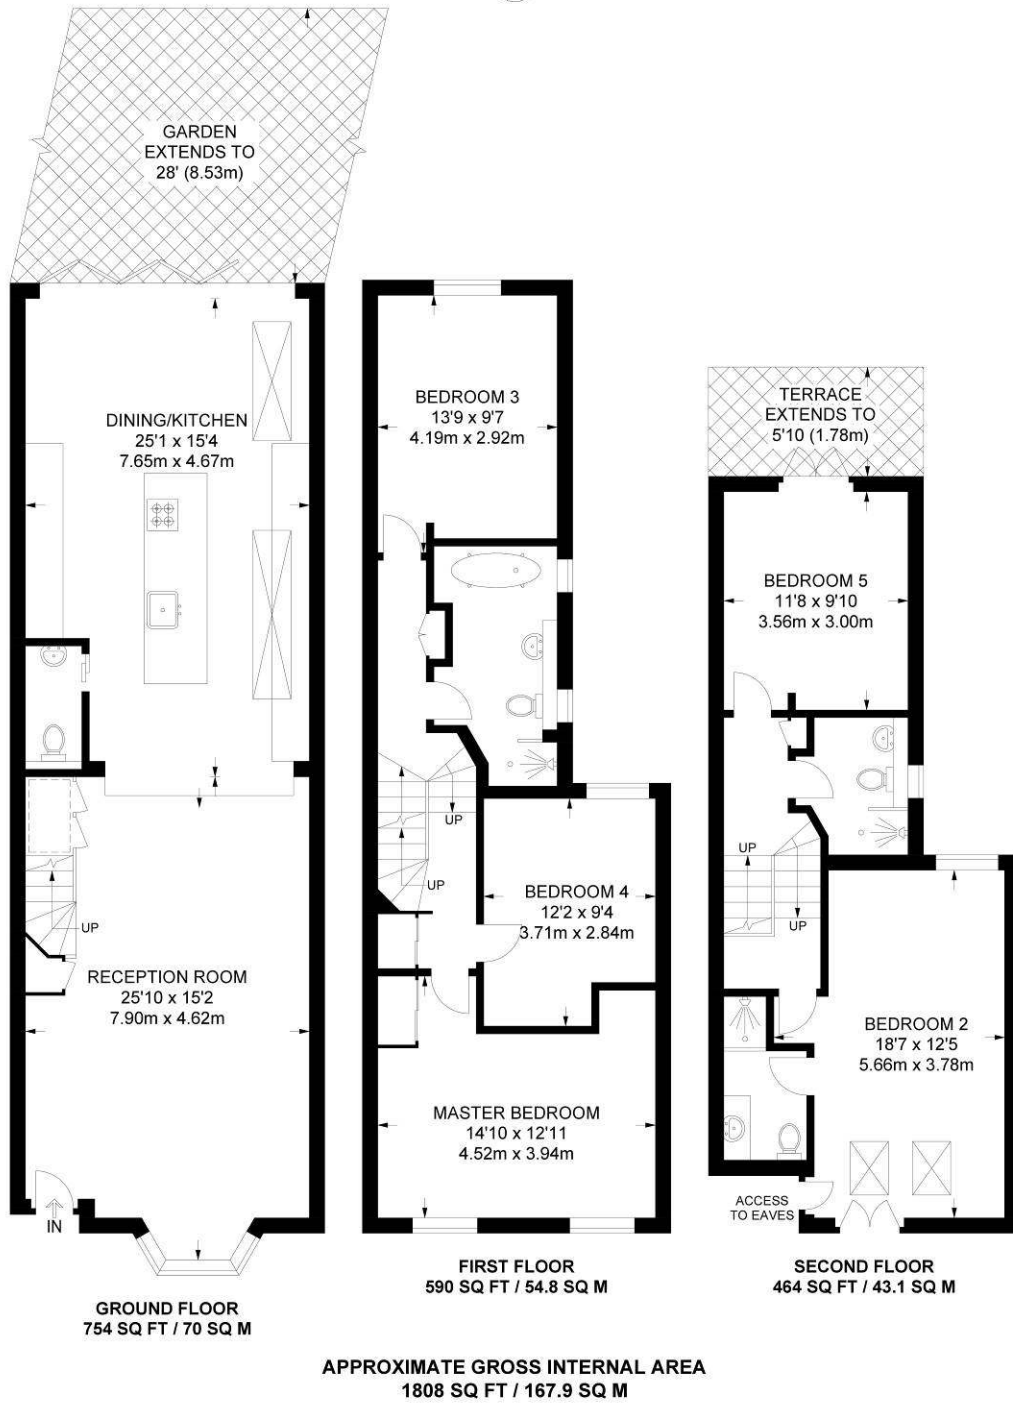 GARDEN
EXTENDS TO
28' (8.53m)
DINING/KITCHEN
25'1 x 15'4
7.65m x 4.67m
UP
RECEPTION ROOM
25'10 x 15'2
7.90m x 4.62m
IN
GROUND FLOOR
754 SQ FT / 70 SQ M
BEDROOM 3
13'9 x 9'7
4.19m x 2.92m
UP
UP
BEDROOM 4
12'2 x 9'4
3.71m x 2.84m
MASTER BEDROOM
14'10 x 12'11
4.52m x 3.94m
FIRST FLOOR
590 SQ FT / 54.8 SQ M
TERRACE
EXTENDS TO
5'10 (1.78m)
BEDROOM 5
11'8 x 9'10
3.56m x 3.00m
UP
UP
BEDROOM 2
18'7 x 12'5
5.66m x 3.78m
ACCESS
TO EAVES
SECOND FLOOR
464 SQ FT / 43.1 SQ M
APPROXIMATE GROSS INTERNAL AREA
1808 SQ FT / 167.9 SQ M